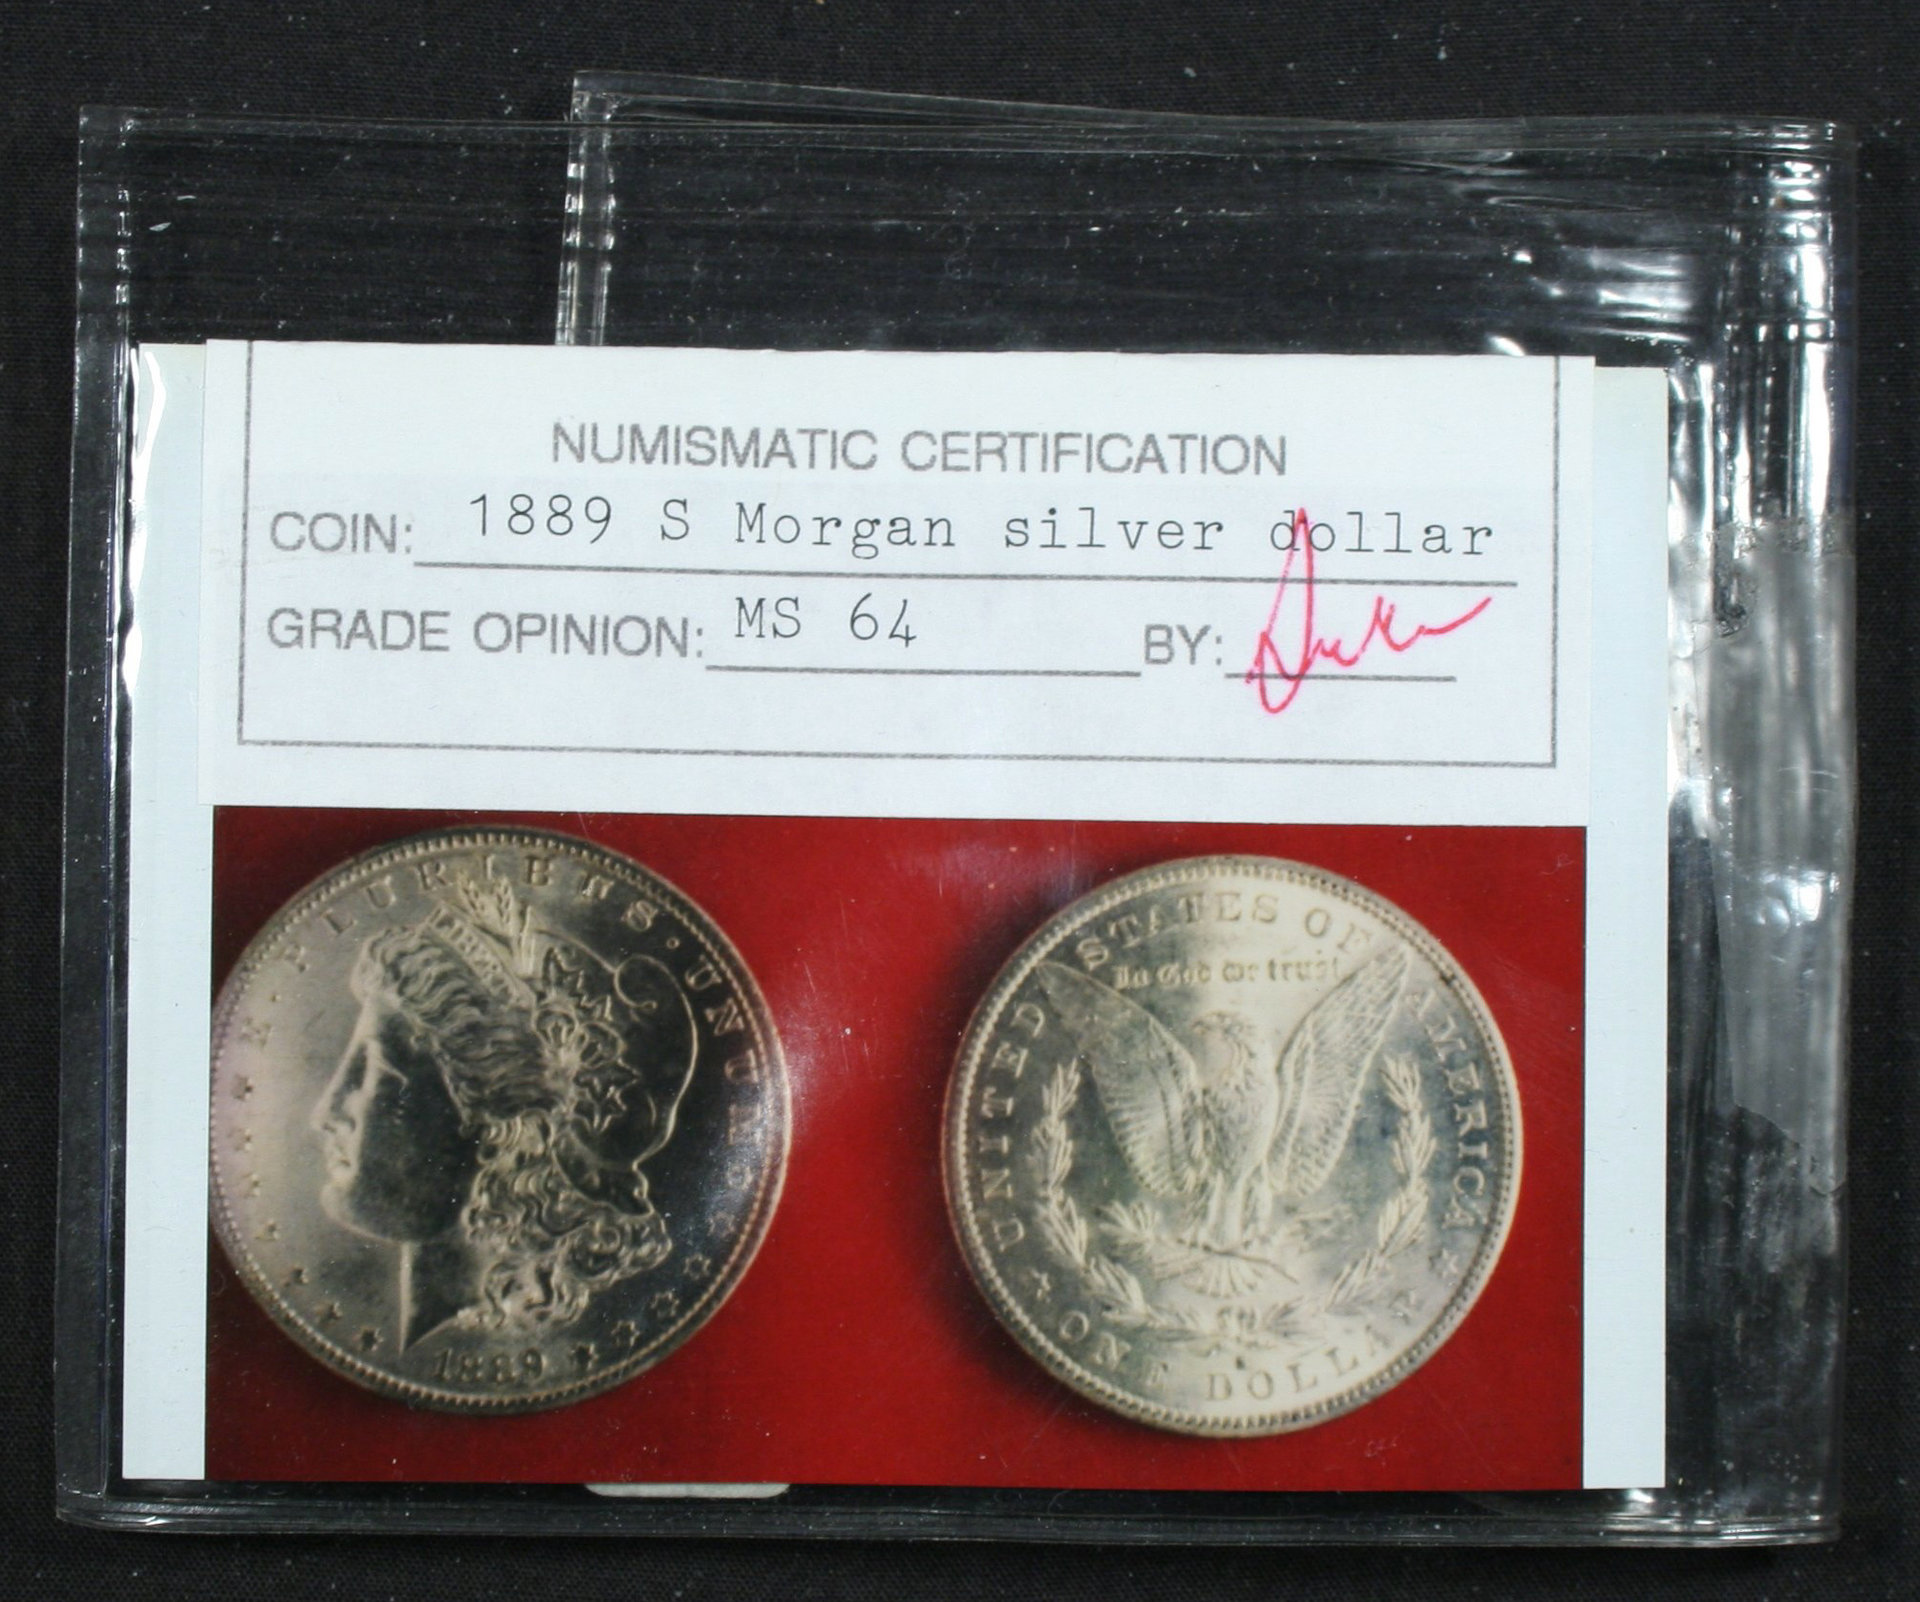 NUMISMATIC CERTIFICATION
COIN: 1889 S Morgan silver dollar
GRADE OPINION: MS 64 BY:
E PLURIBUS · UNUM
LIBERTY
1889
UNITED STATES OF AMERICA
In God we trust
ONE DOLLAR